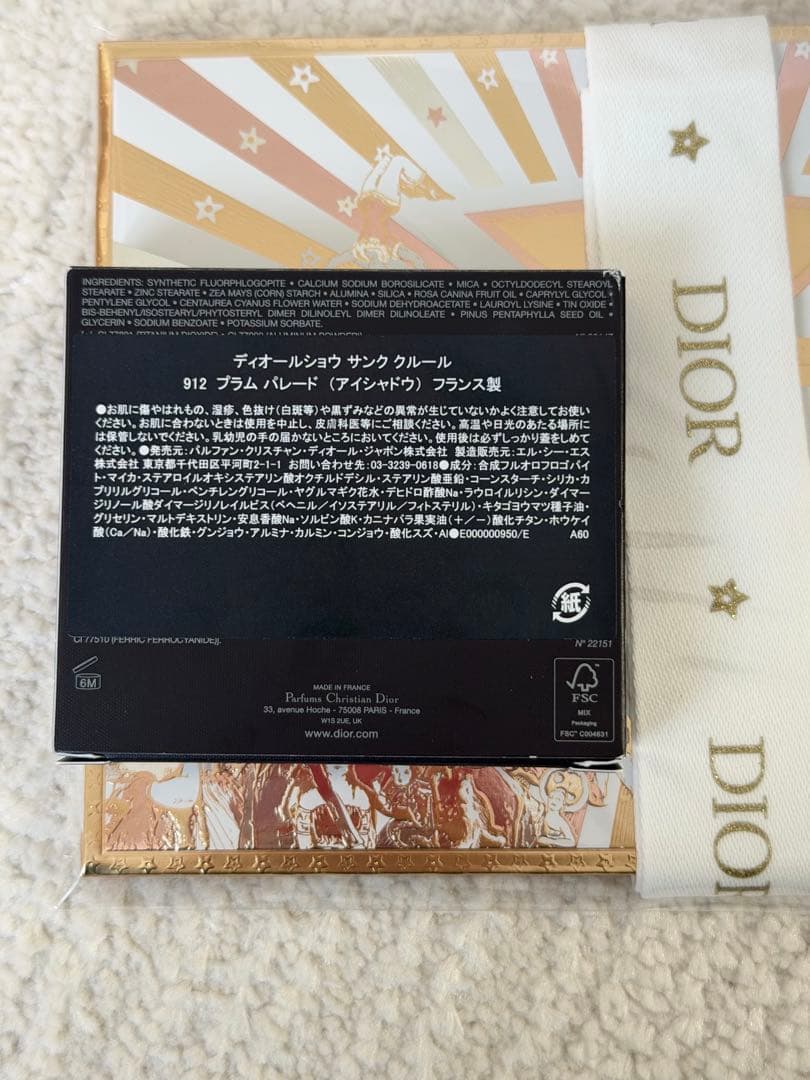 INGREDIENTS: SYNTHETIC FLUORPHLOGOPITE • CALCIUM SODIUM BOROSILICATE • MICA • OCTYLDODECYL STEAROYL
STEARATE • ZINC STEARATE • ZEA MAYS (CORN) STARCH • ALUMINA • SILICA • ROSA CANINA FRUIT OIL • CAPRYLYL GLYCOL •
PENTYLENE GLYCOL • CENTAUREA CYANUS FLOWER WATER • SODIUM DEHYDROACETATE • LAUROYL LYSINE • TIN OXIDE •
BIS-BEHENYL/ISOSTEARYL/PHYTOSTERYL DIMER DILINOLEYL DIMER DILINOLEATE • PINUS PENTAPHYLLA SEED OIL •
GLYCERIN • SODIUM BENZOATE • POTASSIUM SORBATE.
ディオールショウ サンク クルール
912 プラム パレード (アイシャドウ) フランス製
●お肌に傷やはれもの、湿疹、色抜け(白斑等)や黒ずみなどの異常が生じていないかよく注意してお使い
ください。お肌に合わないときは使用を中止し、皮膚科医等にご相談ください。高温や日光のあたる場所に
は保管しないでください。乳幼児の手の届かないところにおいてください。使用後は必ずしっかり蓋をしめて
ください。●発売元:パルファン・クリスチャン・ディオール・ジャポン株式会社 製造販売元:エル・シー・エス
株式会社 東京都千代田区平河町2-1-1 お問い合わせ先:03-3239-0618●成分:合成フルオロフロゴパイ
ト・マイカ・ステアロイルオキシステアリン酸オクチルドデシル・ステアリン酸亜鉛・コーンスターチ・シリカ・カ
プリリルグリコール・ペンチレングリコール・ヤグルマギク花水・デヒドロ酢酸Na・ラウロイルリシン・ダイマー
ジリノール酸ダイマージリノレイルビス(ベヘニル/イソステアリル/フィトステリル)・キタゴヨウマツ種子油・
グリセリン・マルトデキストリン・安息香酸Na・ソルビン酸K・カニナバラ果実油(+/-)酸化チタン・ホウケイ
酸(Ca/Na)・酸化鉄・グンジョウ・アルミナ・カルミン・コンジョウ・酸化スズ・Al●E000000950/E A60
紙
CI 77510 (FERRIC FERROCYANIDE)].
N° 22151
6M
MADE IN FRANCE
Parfums Christian Dior
33, avenue Hoche - 75008 PARIS - France
W1S 2UE, UK
www.dior.com
FSC
MIX
Packaging
FSC™ C004631
DIOR
DIOR